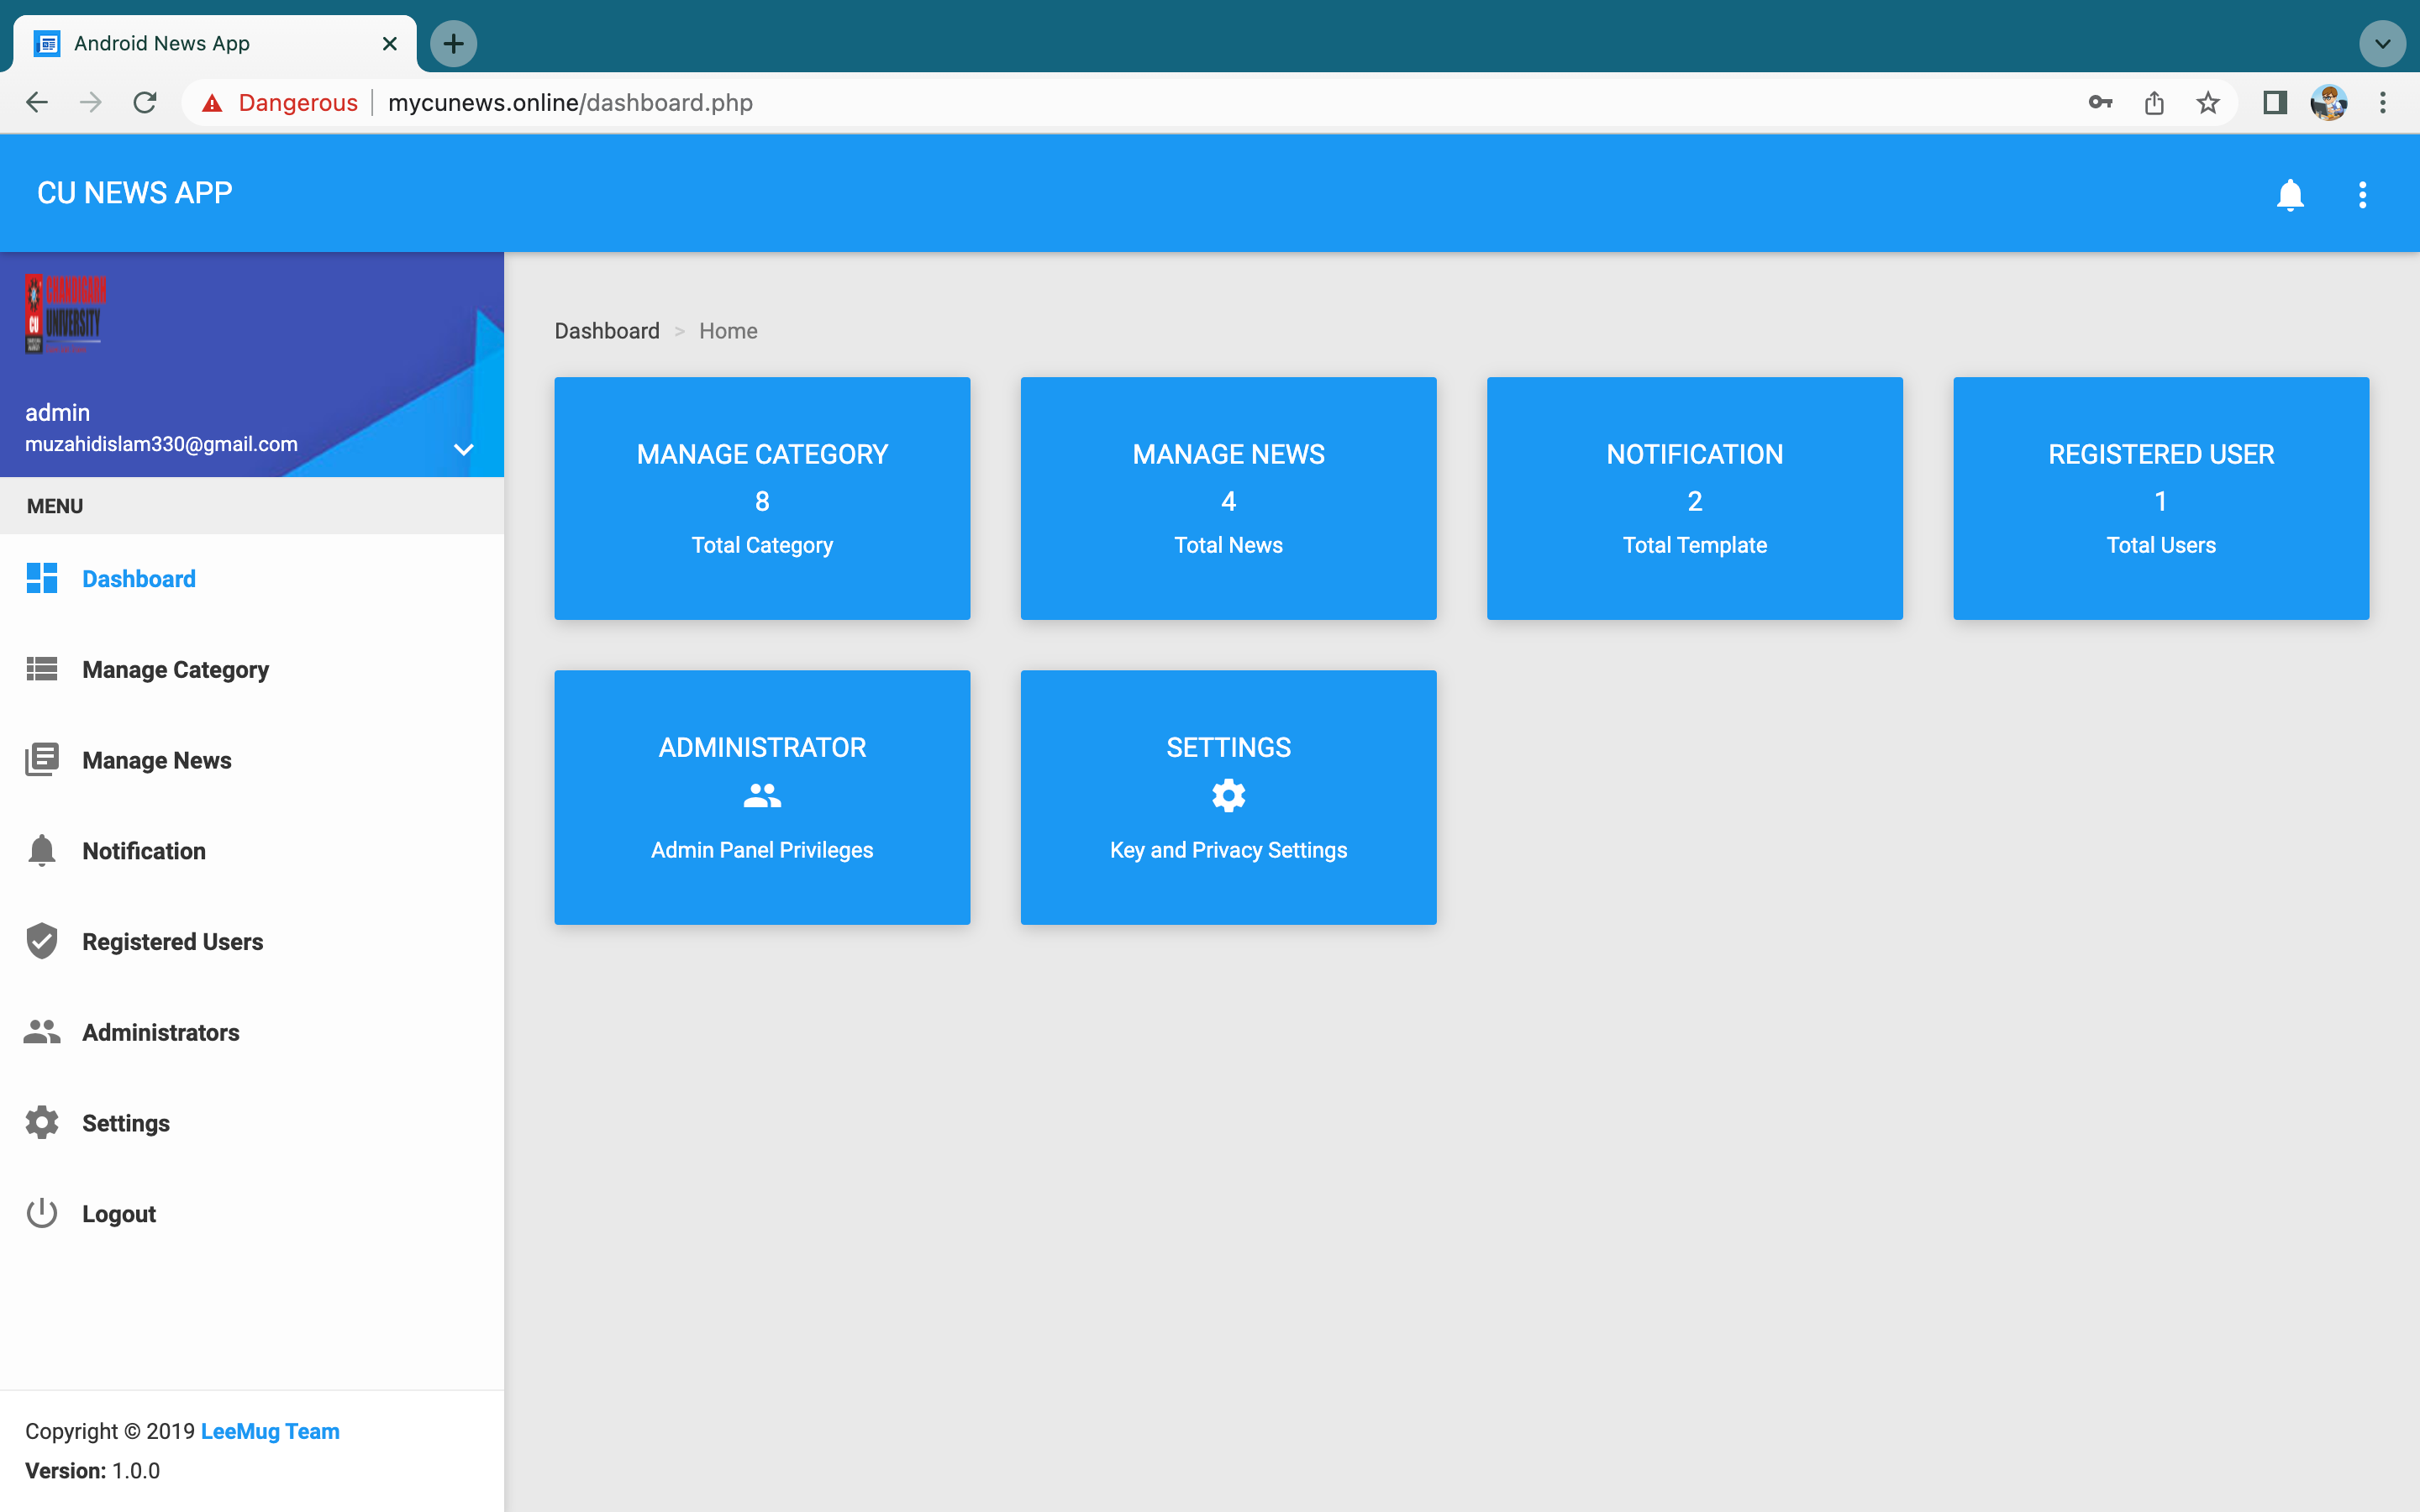 Android News App
Dangerous mycunews.online/dashboard.php
CU NEWS APP
CHANDIGARH
UNIVERSITY
CU
admin
muzahidislam330@gmail.com
MENU
Dashboard
Manage Category
Manage News
Notification
Registered Users
Administrators
Settings
Logout
Copyright © 2019 LeeMug Team
Version: 1.0.0
Dashboard > Home
MANAGE CATEGORY
8
Total Category
MANAGE NEWS
4
Total News
NOTIFICATION
2
Total Template
REGISTERED USER
1
Total Users
ADMINISTRATOR
Admin Panel Privileges
SETTINGS
Key and Privacy Settings